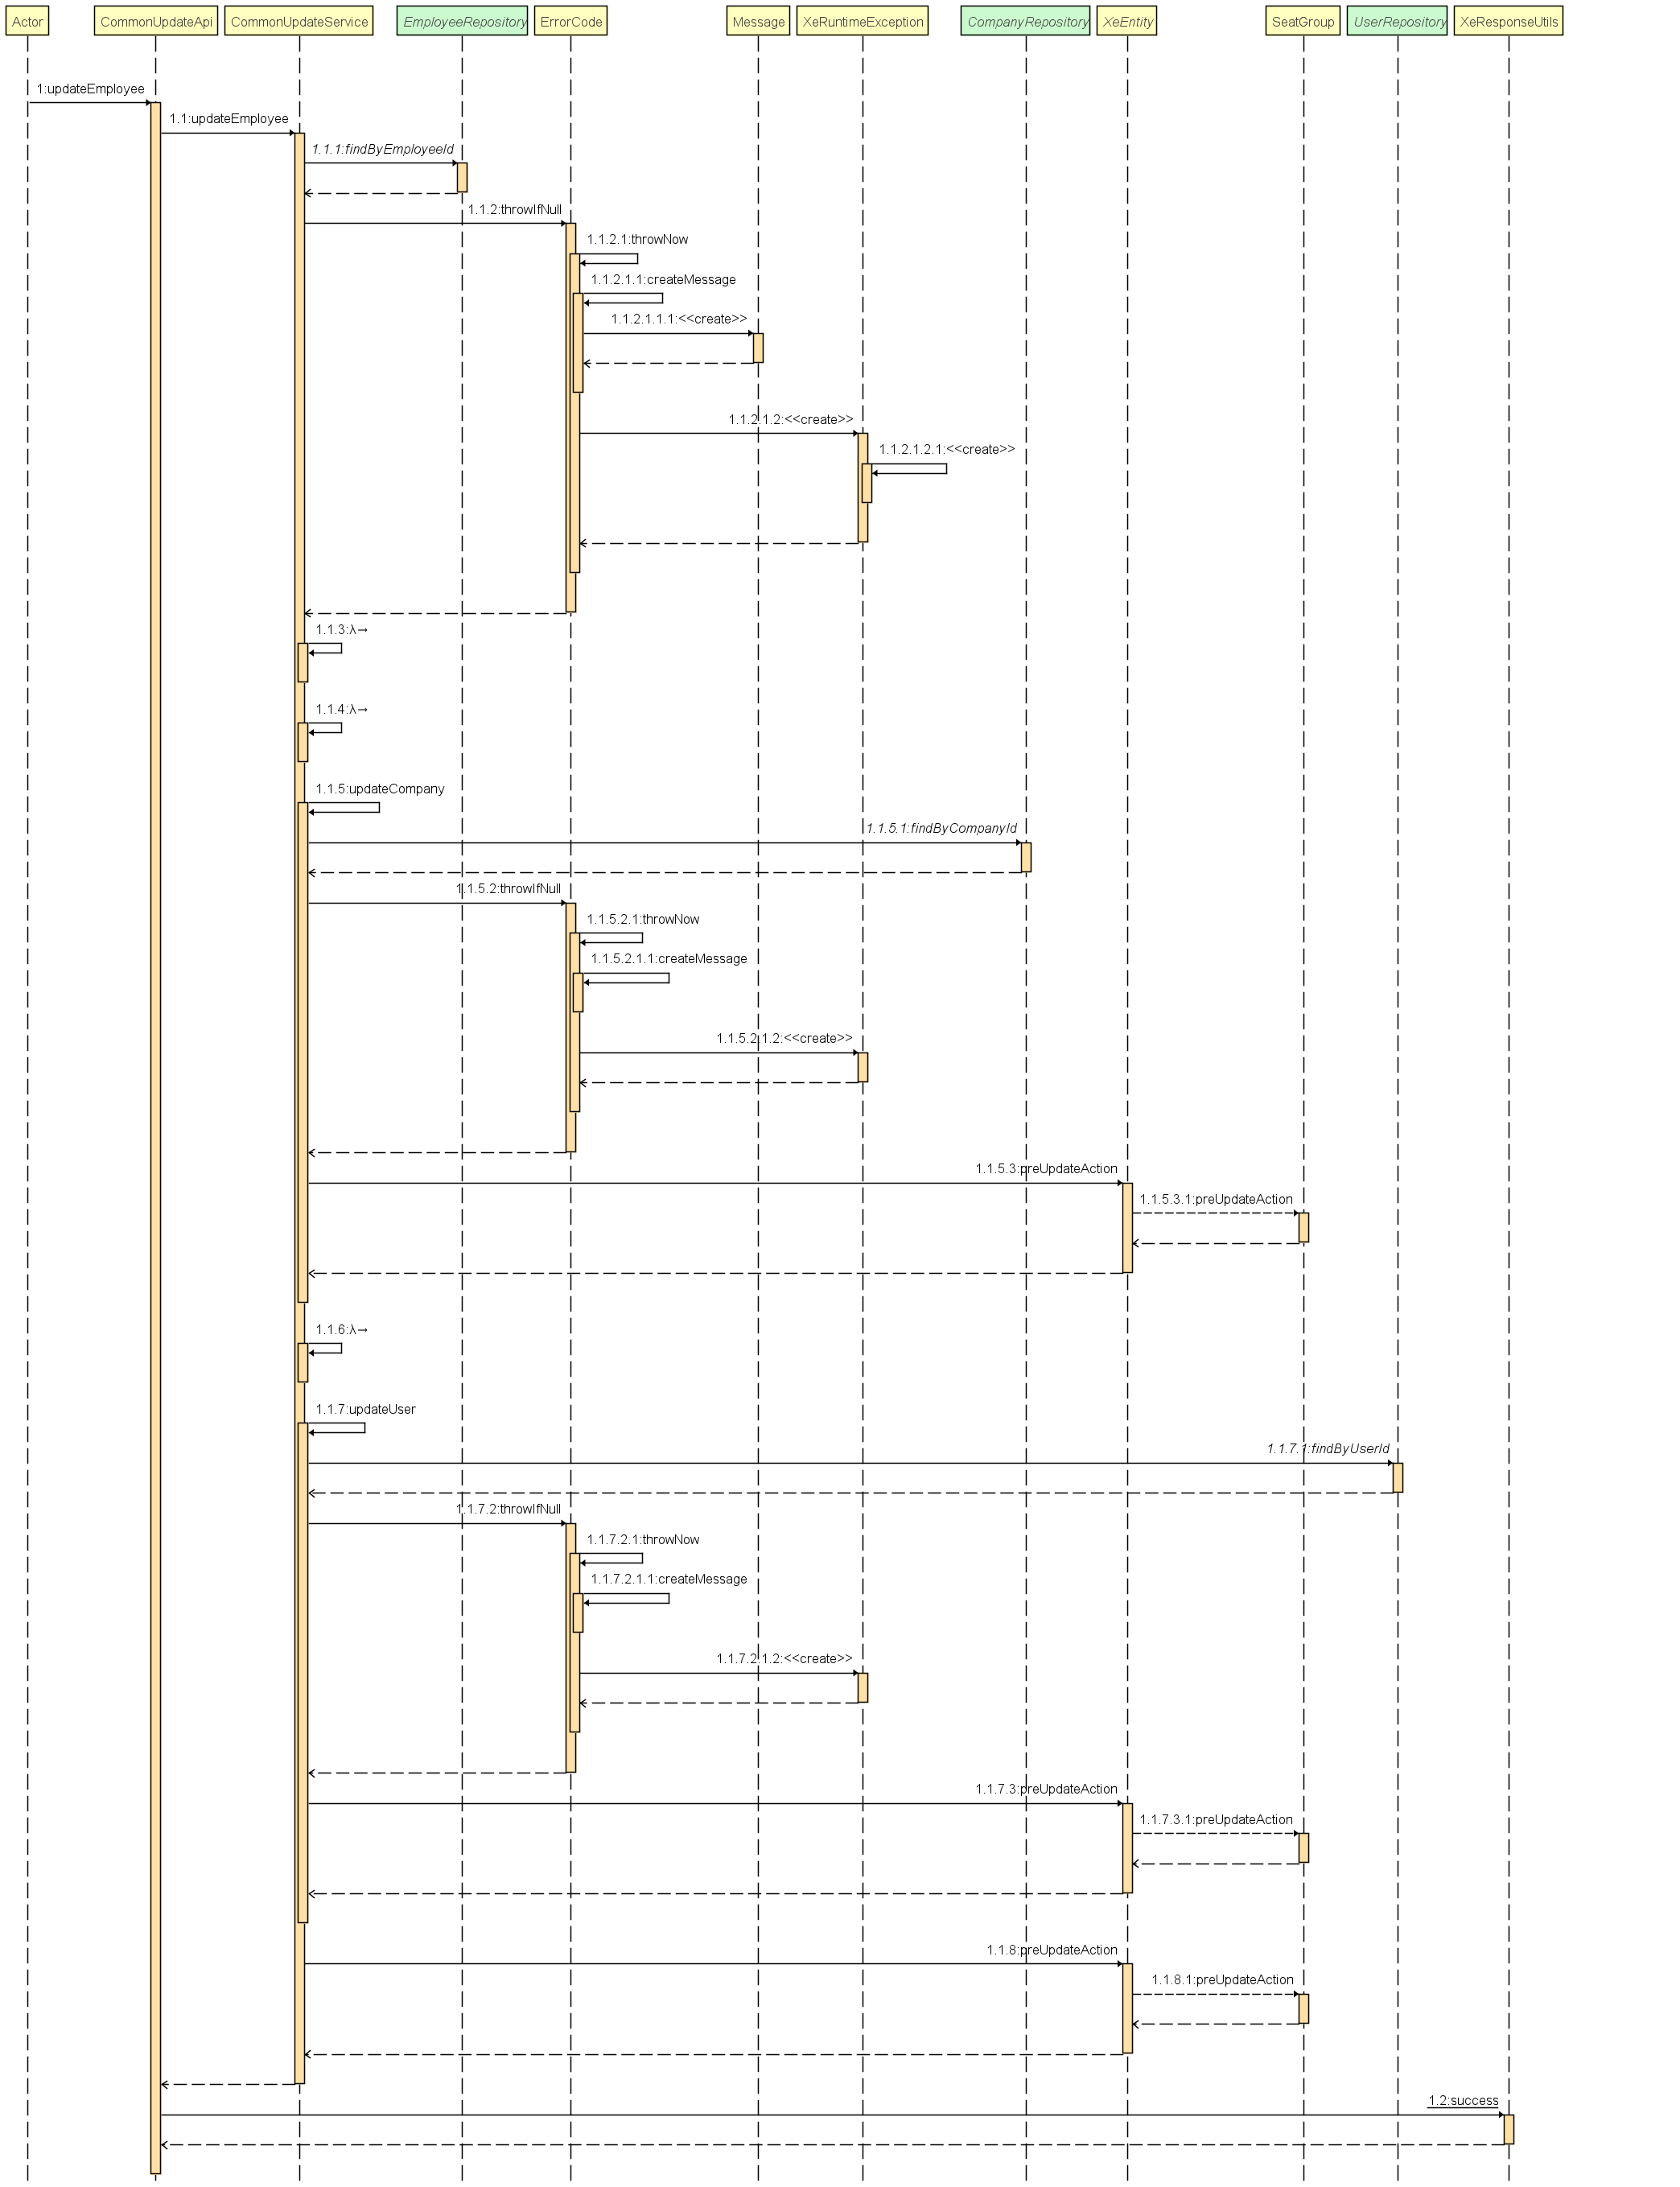 Actor CommonUpdateApi CommonUpdateService EmployeeRepository ErrorCode Message XeRuntimeException CompanyRepository XeEntity SeatGroup UserRepository XeResponseUtils
1:updateEmployee
1.1:updateEmployee
1.1.1:findByEmployeeId
1.1.2:throwIfNull
1.1.2.1:throwNow
1.1.2.1.1:createMessage
1.1.2.1.1.1:<<create>>
1.1.2.1.2:<<create>>
1.1.2.1.2.1:<<create>>
1.1.3:λ→
1.1.4:λ→
1.1.5:updateCompany
1.1.5.1:findByCompanyId
1.1.5.2:throwIfNull
1.1.5.2.1:throwNow
1.1.5.2.1.1:createMessage
1.1.5.2.1.2:<<create>>
1.1.5.3:preUpdateAction
1.1.5.3.1:preUpdateAction
1.1.6:λ→
1.1.7:updateUser
1.1.7.1:findByUserId
1.1.7.2:throwIfNull
1.1.7.2.1:throwNow
1.1.7.2.1.1:createMessage
1.1.7.2.1.2:<<create>>
1.1.7.3:preUpdateAction
1.1.7.3.1:preUpdateAction
1.1.8:preUpdateAction
1.1.8.1:preUpdateAction
1.2:success